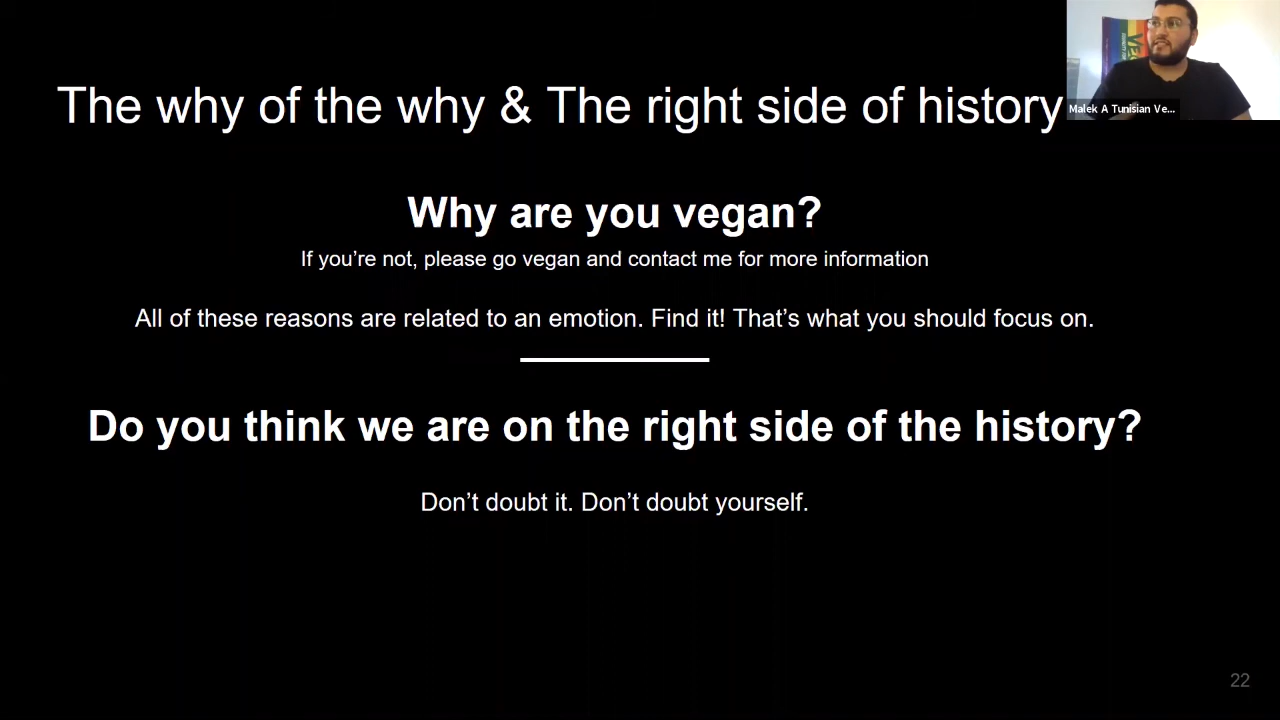 The why of the why & The right side of history
Malek A Tunisian Ve...
Why are you vegan?
If you're not, please go vegan and contact me for more information
All of these reasons are related to an emotion. Find it! That's what you should focus on.
Do you think we are on the right side of the history?
Don't doubt it. Don't doubt yourself.
22